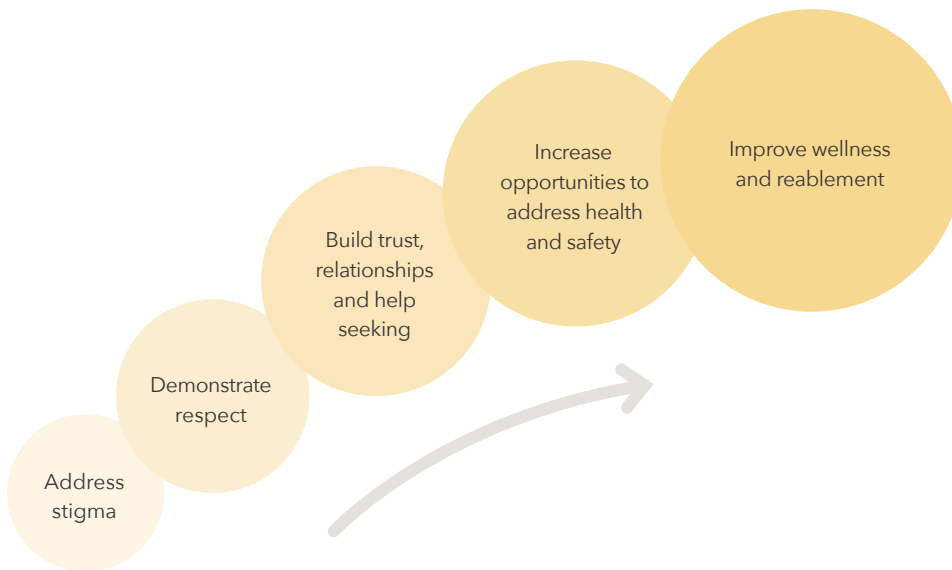 Address
stigma
Demonstrate
respect
Build trust,
relationships
and help
seeking
Increase
opportunities to
address health
and safety
Improve wellness
and reablement